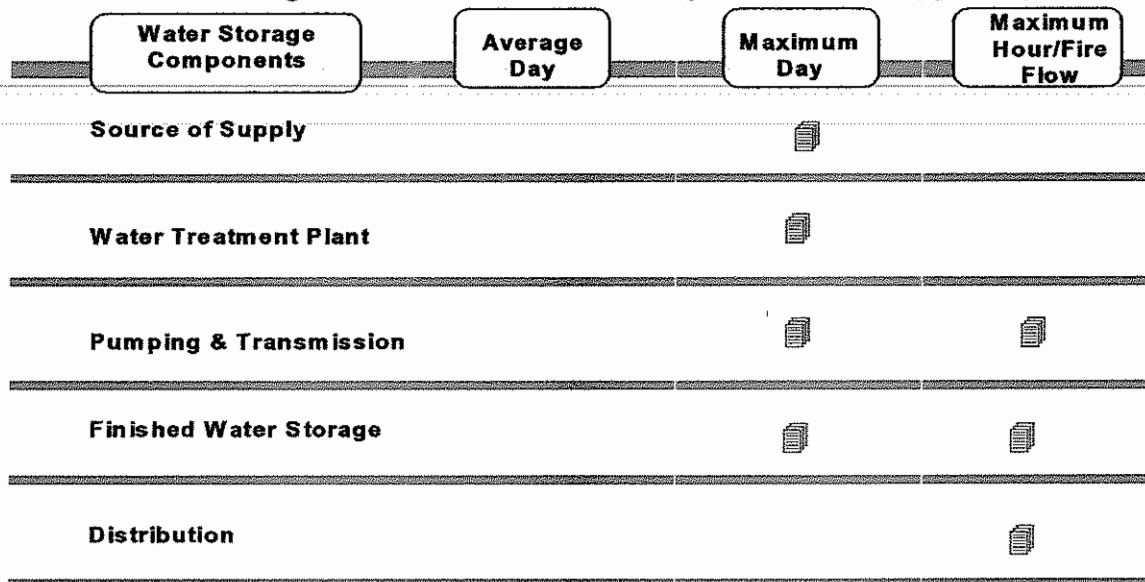 Water Storage
Components
Average
Day
Maximum
Day
Maximum
Hour/Fire
Flow
Source of Supply
Water Treatment Plant
Pumping & Transmission
Finished Water Storage
Distribution